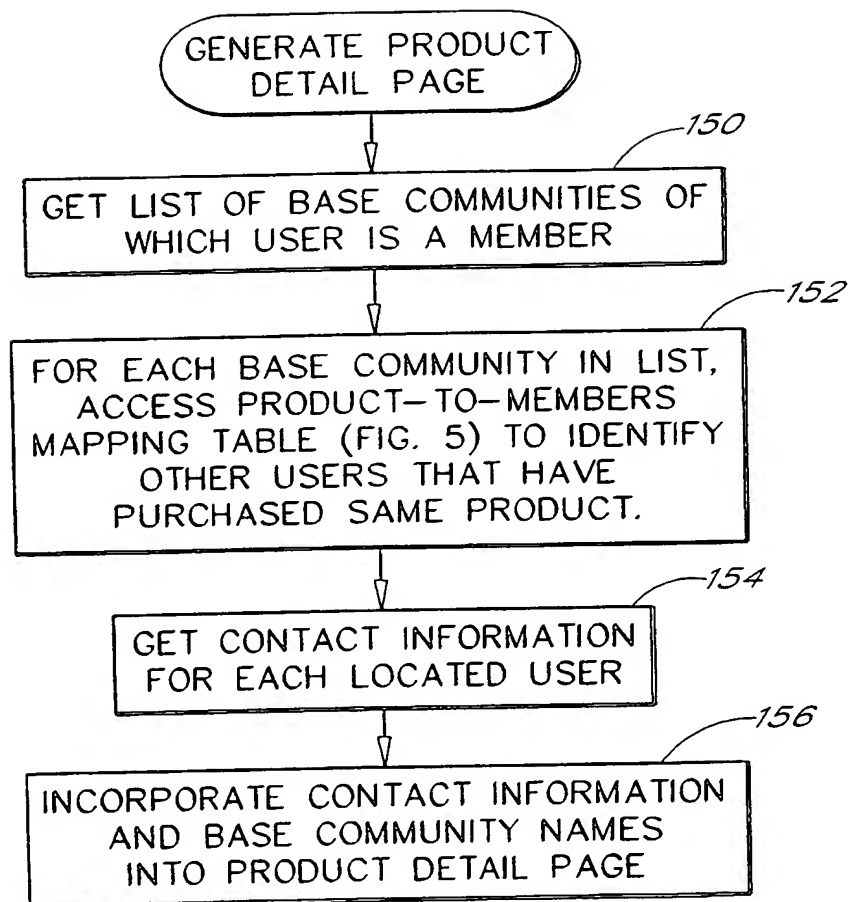 GENERATE PRODUCT
DETAIL PAGE
150
GET LIST OF BASE COMMUNITIES OF
WHICH USER IS A MEMBER
152
FOR EACH BASE COMMUNITY IN LIST,
ACCESS PRODUCT-TO-MEMBERS
MAPPING TABLE (FIG. 5) TO IDENTIFY
OTHER USERS THAT HAVE
PURCHASED SAME PRODUCT.
154
GET CONTACT INFORMATION
FOR EACH LOCATED USER
156
INCORPORATE CONTACT INFORMATION
AND BASE COMMUNITY NAMES
INTO PRODUCT DETAIL PAGE